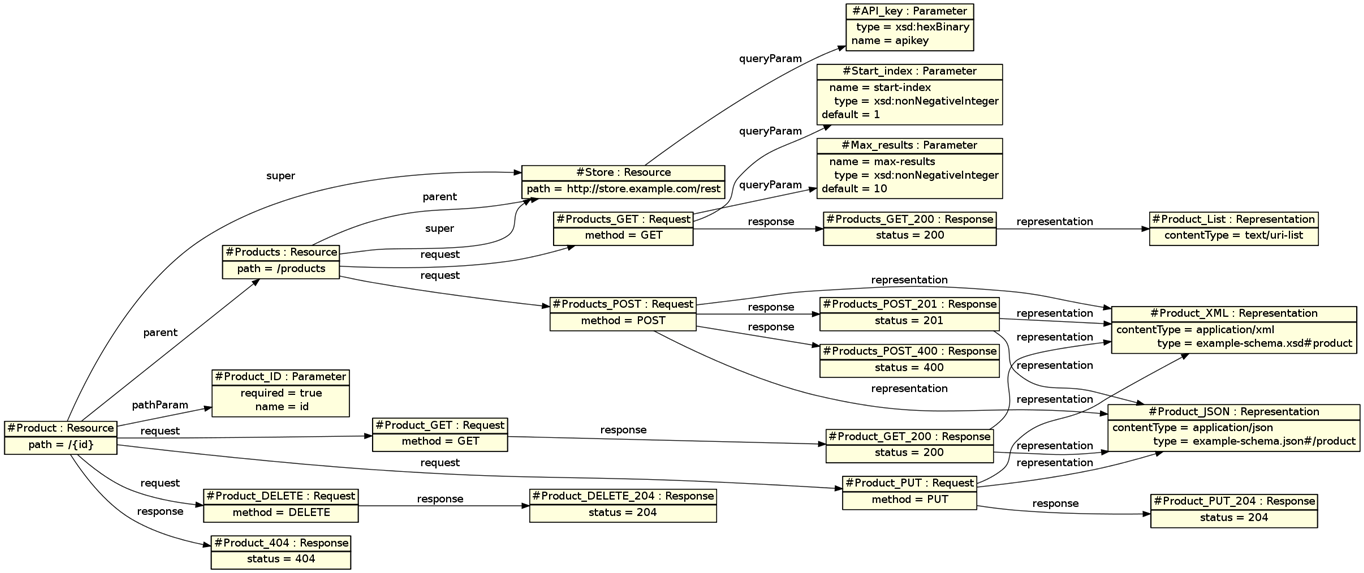 #API_key : Parameter
type = xsd:hexBinary
name = apikey
queryParam
#Start_index : Parameter
name = start-index
type = xsd:nonNegativeInteger
default = 1
queryParam
#Max_results : Parameter
name = max-results
type = xsd:nonNegativeInteger
default = 10
queryParam
super
#Store : Resource
path = http://store.example.com/rest
parent
super
#Products_GET : Request
method = GET
response
#Products_GET_200 : Response
status = 200
representation
#Product_List : Representation
contentType = text/uri-list
#Products : Resource
path = /products
request
request
representation
#Products_POST : Request
method = POST
response
response
#Products_POST_201 : Response
status = 201
representation
representation
#Product_XML : Representation
contentType = application/xml
type = example-schema.xsd#product
parent
#Products_POST_400 : Response
status = 400
representation
representation
representation
#Product_ID : Parameter
required = true
name = id
pathParam
#Product_JSON : Representation
contentType = application/json
type = example-schema.json#/product
#Product : Resource
path = /{id}
request
#Product_GET : Request
method = GET
response
#Product_GET_200 : Response
status = 200
representation
representation
request
#Product_PUT : Request
method = PUT
request
#Product_DELETE : Request
method = DELETE
response
#Product_DELETE_204 : Response
status = 204
response
#Product_PUT_204 : Response
status = 204
response
#Product_404 : Response
status = 404